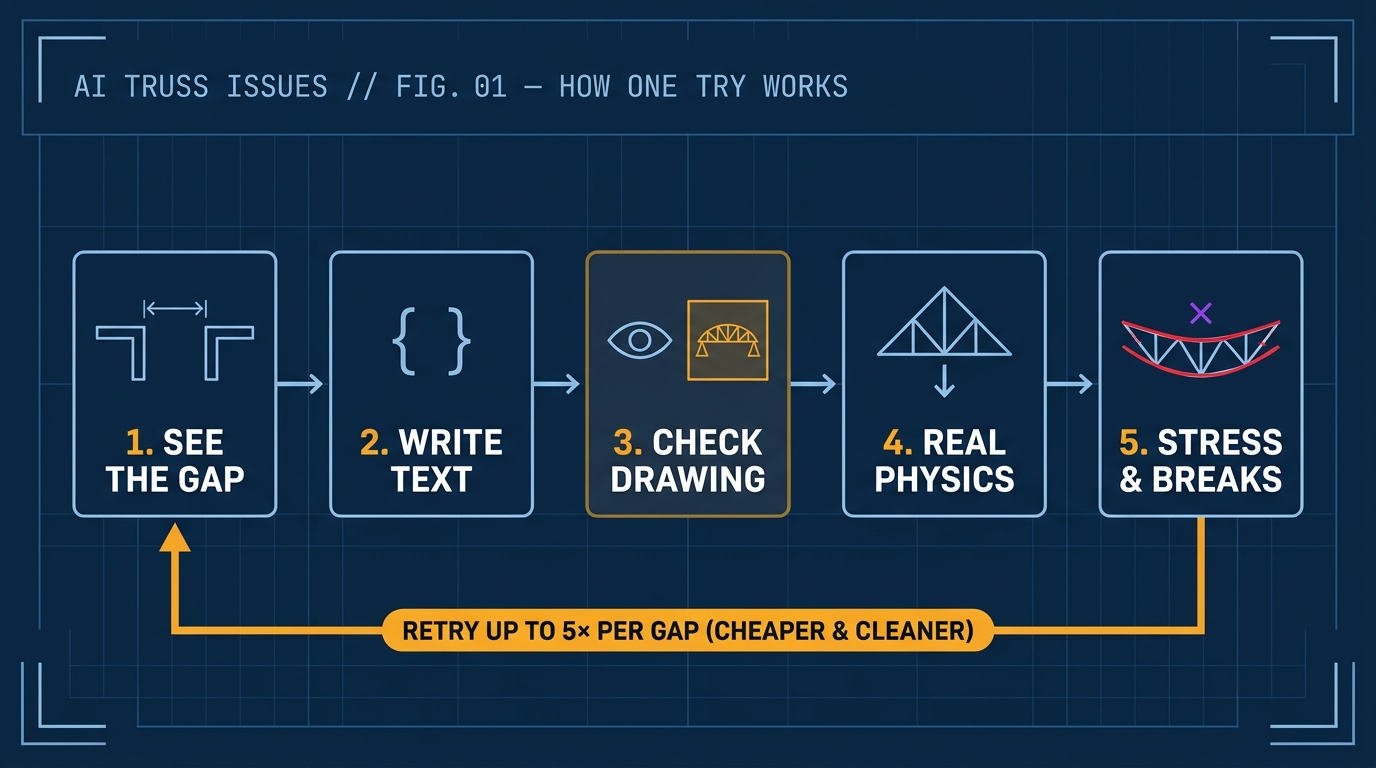 AI TRUSS ISSUES // FIG. 01 — HOW ONE TRY WORKS
1. SEE
THE GAP
2. WRITE
TEXT
3. CHECK
DRAWING
4. REAL
PHYSICS
5. STRESS
& BREAKS
RETRY UP TO 5× PER GAP (CHEAPER & CLEANER)